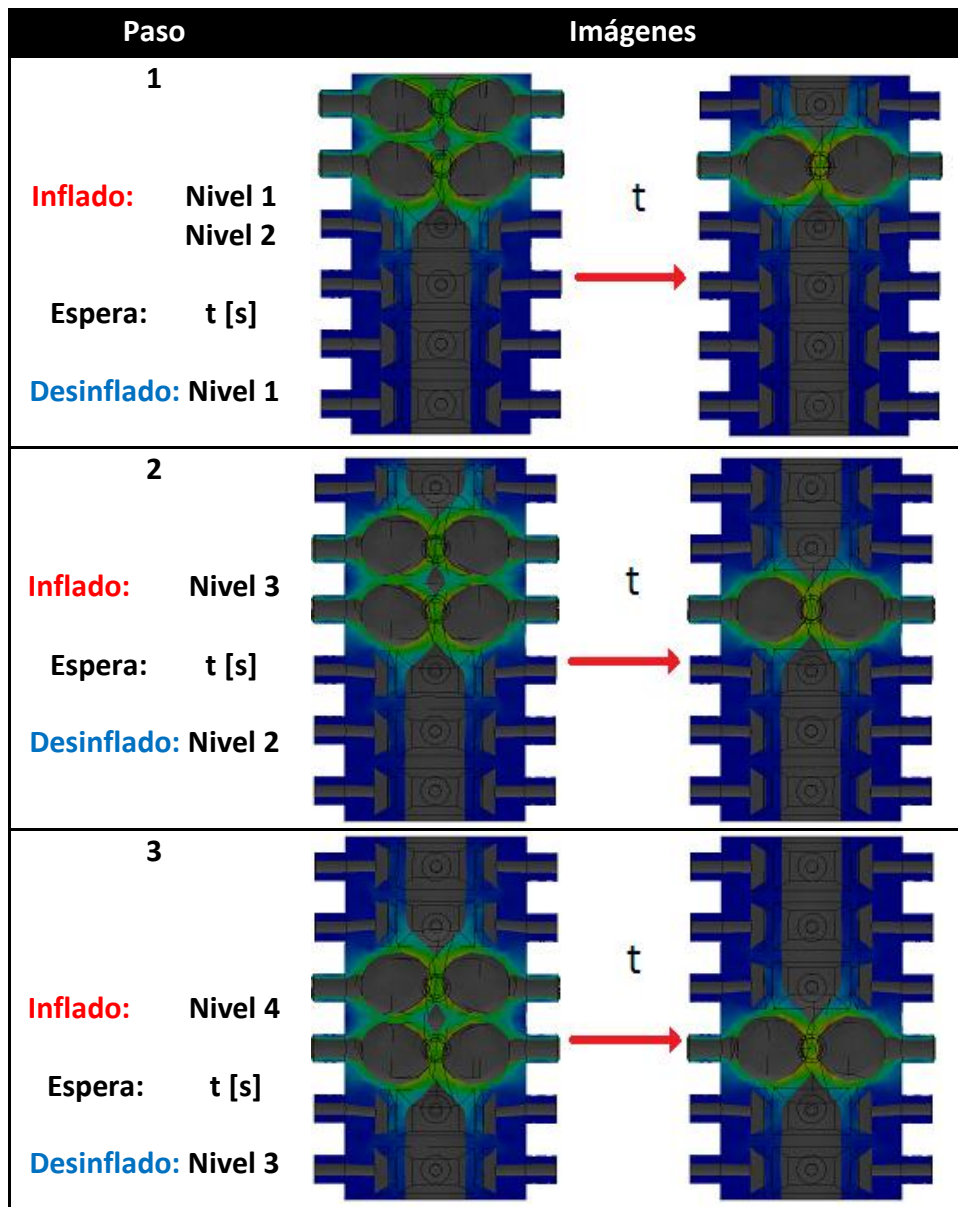 Paso Imágenes
1
Inflado: Nivel 1
Nivel 2
t
Espera: t [s]
Desinflado: Nivel 1
2
Inflado: Nivel 3
t
Espera: t [s]
Desinflado: Nivel 2
3
Inflado: Nivel 4
t
Espera: t [s]
Desinflado: Nivel 3